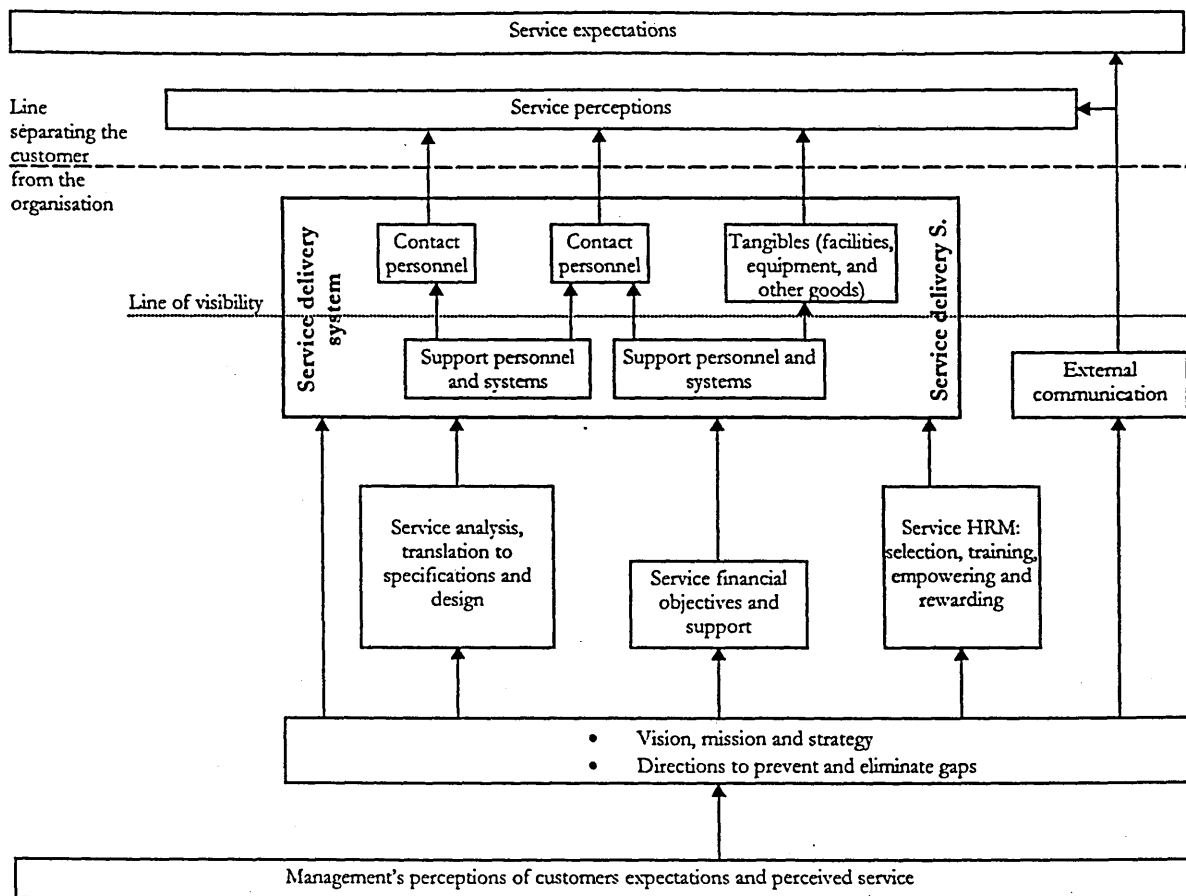 Service expectations
Service perceptions
Line
séparating the
customer
from the
organisation
Service delivery
system
Contact
personnel
Contact
personnel
Tangibles (facilities,
equipment, and
other goods)
Service delivery S.
Line of visibility
Support personnel
and systems
Support personnel and
systems
External
communication
Service analysis,
translation to
specifications and
design
Service financial
objectives and
support
Service HRM:
selection, training,
empowering and
rewarding
• Vision, mission and strategy
• Directions to prevent and eliminate gaps
Management's perceptions of customers expectations and perceived service